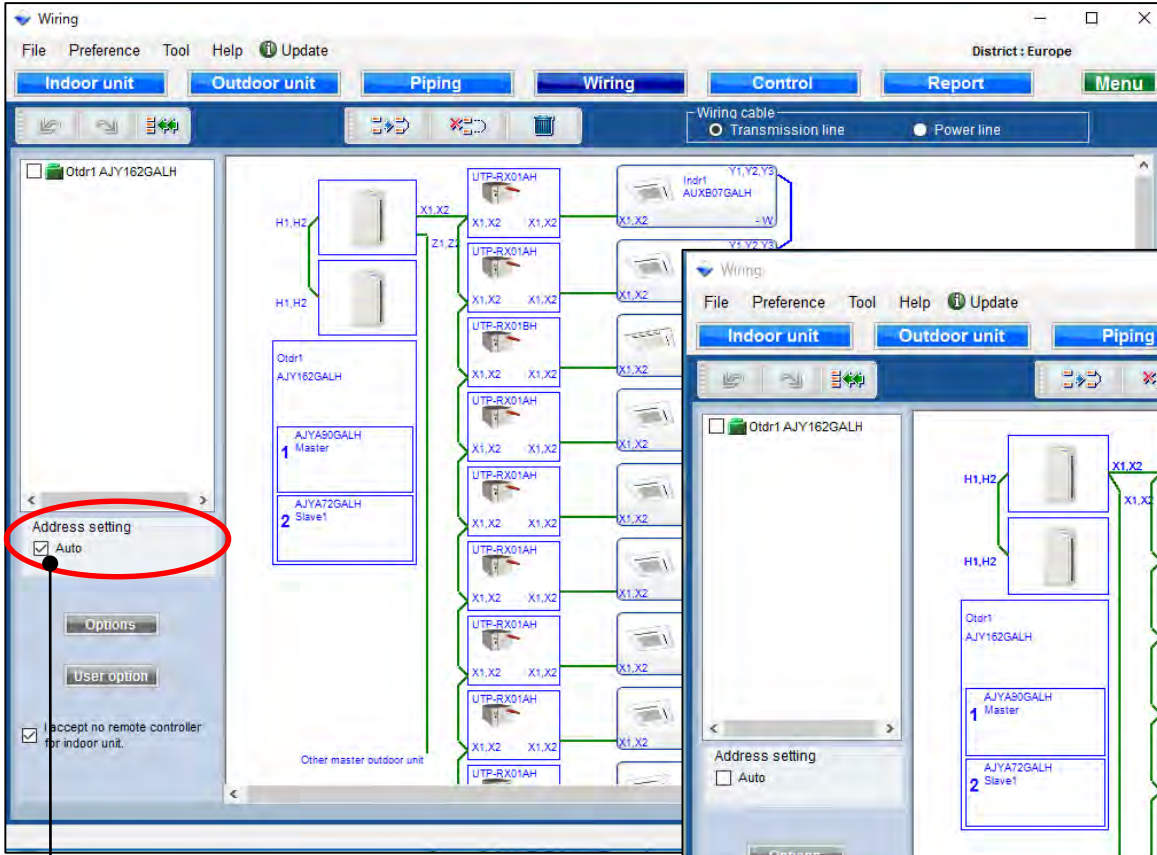 Wiring
File Preference Tool Help Update
District : Europe
Indoor unit Outdoor unit Piping Wiring Control Report Menu
Wiring cable
Transmission line Power line
Otdr1 AJY162GALH
Address setting
Auto
Options
User option
I accept no remote controller
for indoor unit.
H1,H2
H1,H2
X1,X2
Otdr1
AJY162GALH
AJYA90GALH
1 Master
AJYA72GALH
2 Slave1
Other master outdoor unit
UTP-RX01AH
X1,X2 X1,X2
UTP-RX01AH
X1,X2 X1,X2
UTP-RX01BH
X1,X2 X1,X2
UTP-RX01AH
X1,X2 X1,X2
UTP-RX01AH
X1,X2 X1,X2
UTP-RX01AH
X1,X2 X1,X2
UTP-RX01AH
X1,X2 X1,X2
UTP-RX01AH
X1,X2 X1,X2
UTP-RX01AH
Indr1 Y1,Y2,Y3
AUXB07GALH
X1,X2 - W
Y1,Y2,Y3
X1,X2
X1,X2
X1,X2
X1,X2
X1,X2
X1,X2
X1,X2
Wiring
File Preference Tool Help Update
Indoor unit Outdoor unit Piping
Otdr1 AJY162GALH
Address setting
Auto
Options
H1,H2
H1,H2
X1,X2
Otdr1
AJY162GALH
AJYA90GALH
1 Master
AJYA72GALH
2 Slave1